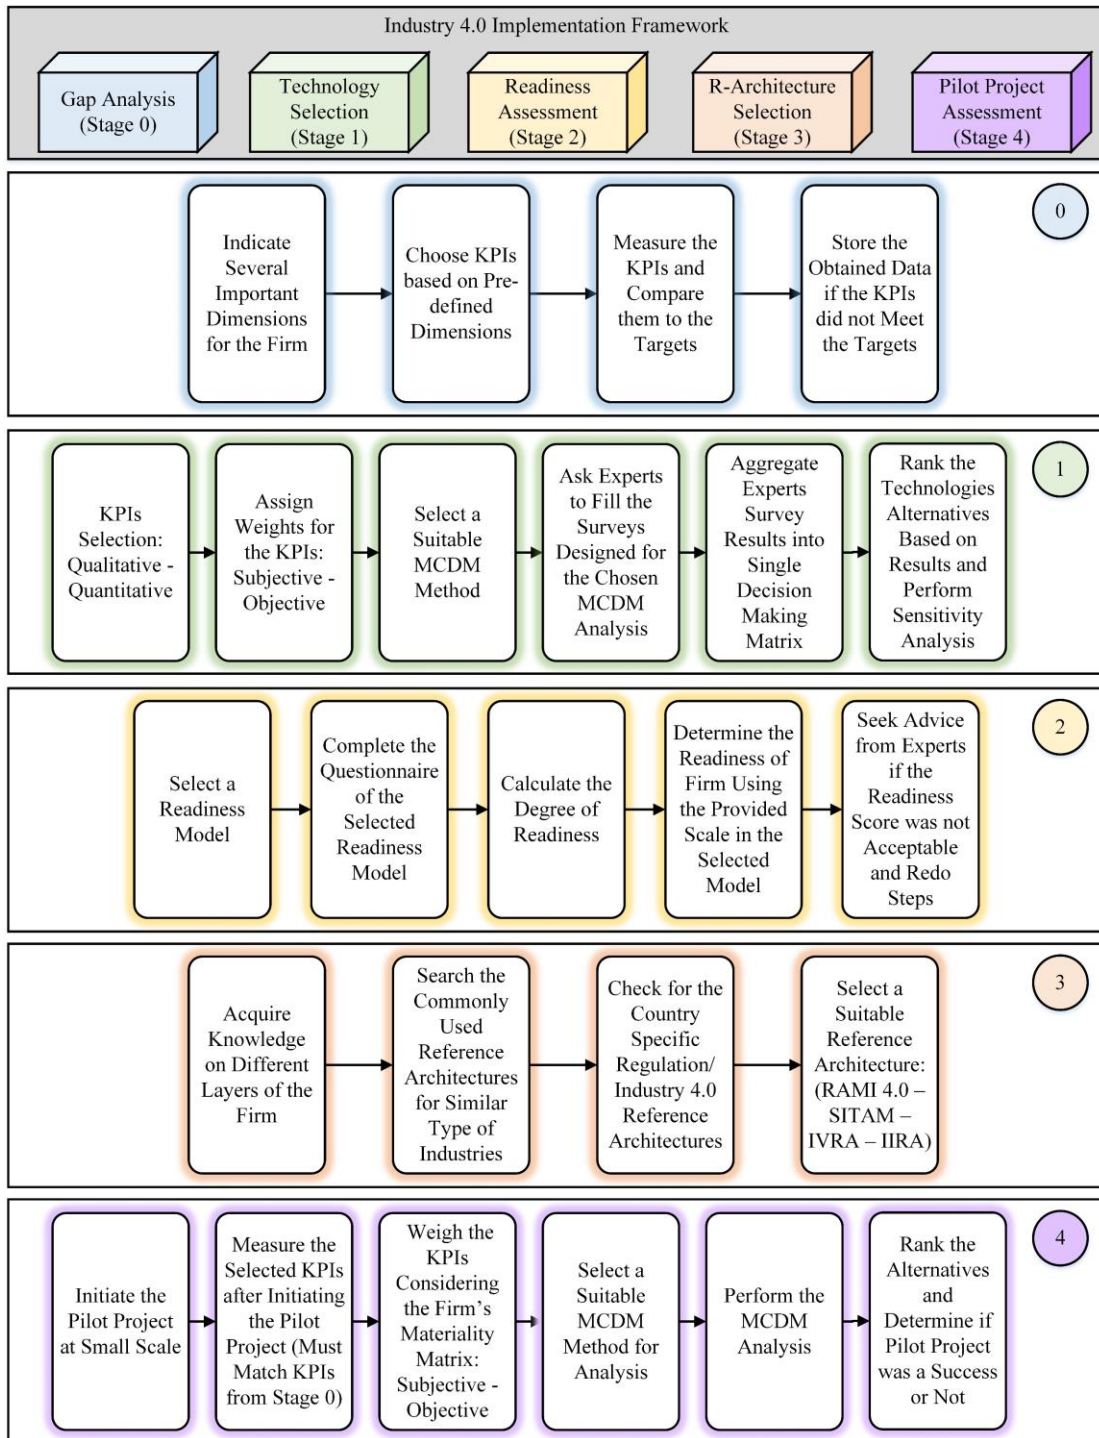 Industry 4.0 Implementation Framework
Gap Analysis
(Stage 0)
Technology
Selection
(Stage 1)
Readiness
Assessment
(Stage 2)
R-Architecture
Selection
(Stage 3)
Pilot Project
Assessment
(Stage 4)
0
Indicate
Several
Important
Dimensions
for the Firm
Choose KPIs
based on Pre-
defined
Dimensions
Measure the
KPIs and
Compare
them to the
Targets
Store the
Obtained Data
if the KPIs
did not Meet
the Targets
1
KPIs
Selection:
Qualitative -
Quantitative
Assign
Weights for
the KPIs:
Subjective -
Objective
Select a
Suitable
MCDM
Method
Ask Experts
to Fill the
Surveys
Designed for
the Chosen
MCDM
Analysis
Aggregate
Experts
Survey
Results into
Single
Decision
Making
Matrix
Rank the
Technologies
Alternatives
Based on
Results and
Perform
Sensitivity
Analysis
2
Select a
Readiness
Model
Complete the
Questionnaire
of the
Selected
Readiness
Model
Calculate the
Degree of
Readiness
Determine the
Readiness of
Firm Using
the Provided
Scale in the
Selected
Model
Seek Advice
from Experts
if the
Readiness
Score was not
Acceptable
and Redo
Steps
3
Acquire
Knowledge
on Different
Layers of the
Firm
Search the
Commonly
Used
Reference
Architectures
for Similar
Type of
Industries
Check for the
Country
Specific
Regulation/
Industry 4.0
Reference
Architectures
Select a
Suitable
Reference
Architecture:
(RAMI 4.0 –
SITAM –
IVRA – IIRA)
4
Initiate the
Pilot Project
at Small Scale
Measure the
Selected KPIs
after Initiating
the Pilot
Project (Must
Match KPIs
from Stage 0)
Weigh the
KPIs
Considering
the Firm's
Materiality
Matrix:
Subjective -
Objective
Select a
Suitable
MCDM
Method for
Analysis
Perform the
MCDM
Analysis
Rank the
Alternatives
and
Determine if
Pilot Project
was a Success
or Not